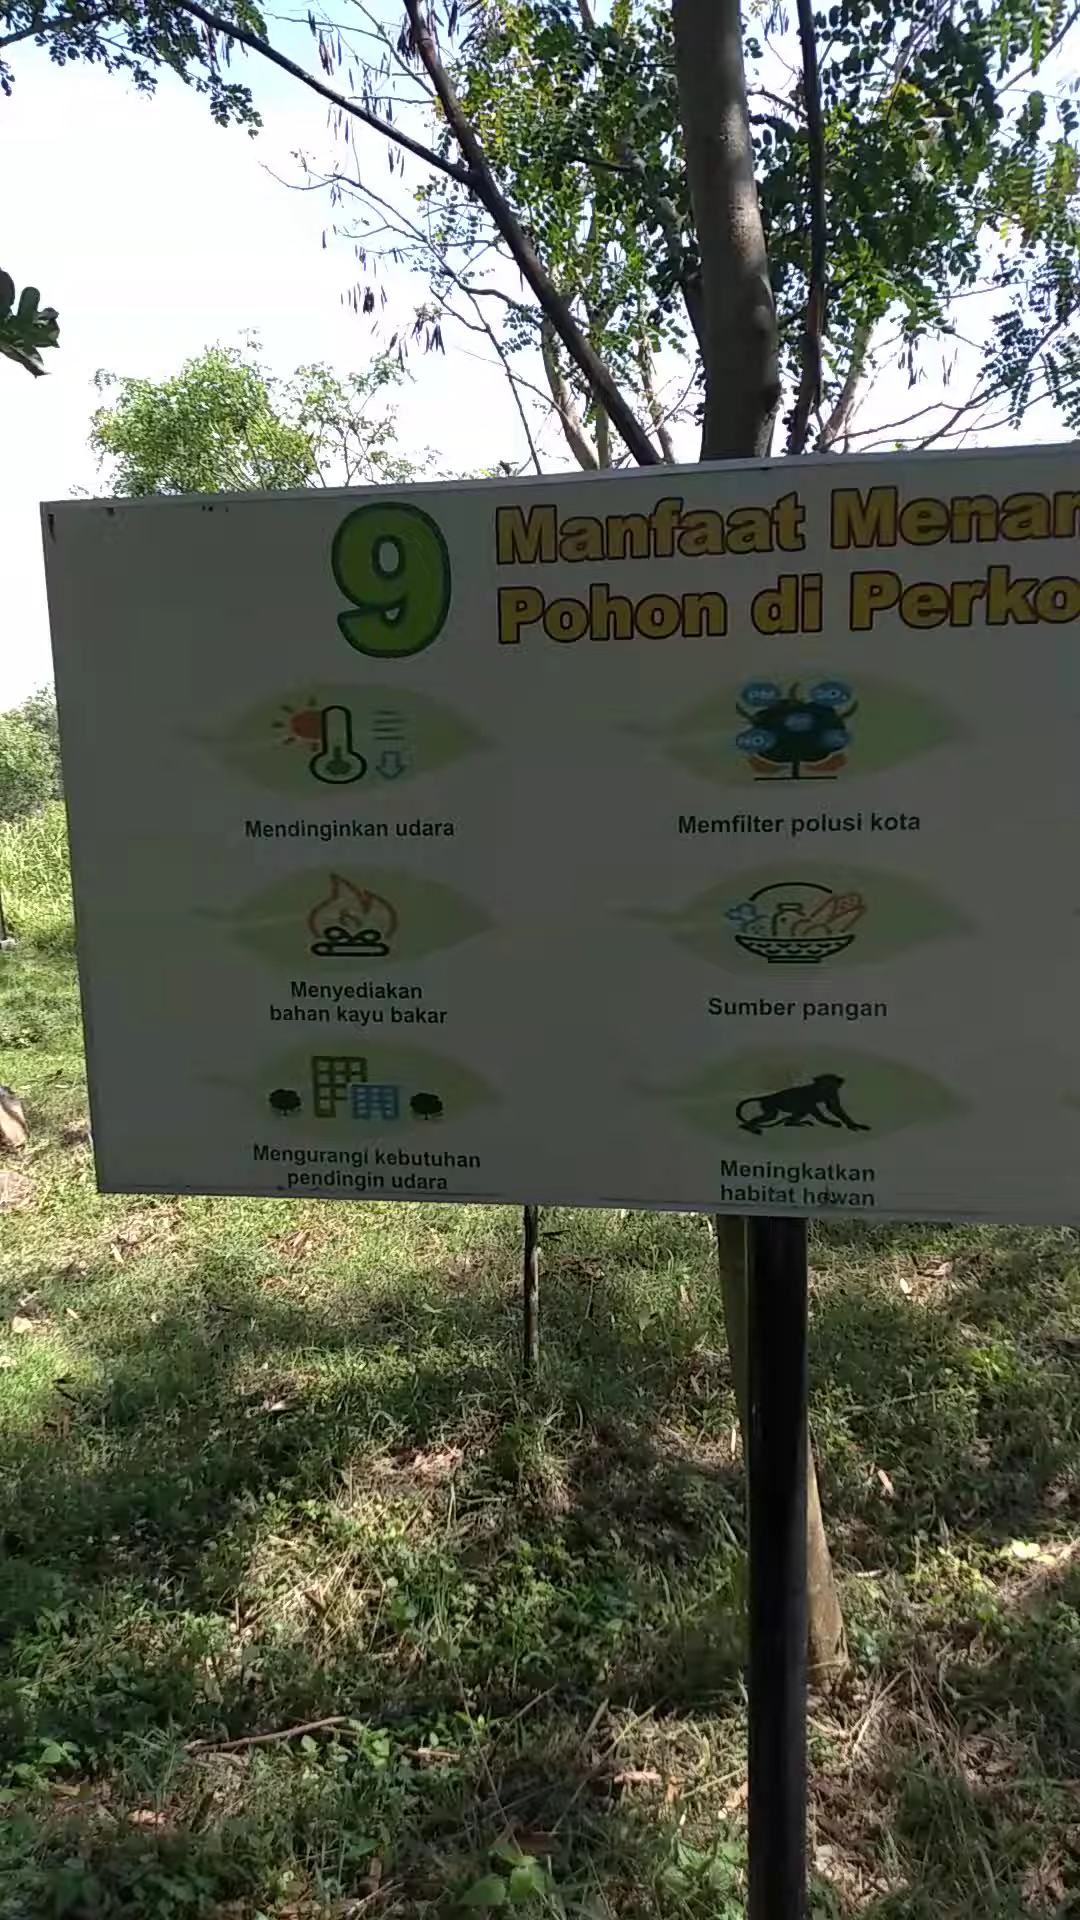 9 Manfaat Menan
Pohon di Perko
Mendinginkan udara
Memfilter polusi kota
Menyediakan
bahan kayu bakar
Sumber pangan
Mengurangi kebutuhan
pendingin udara
Meningkatkan
habitat hewan